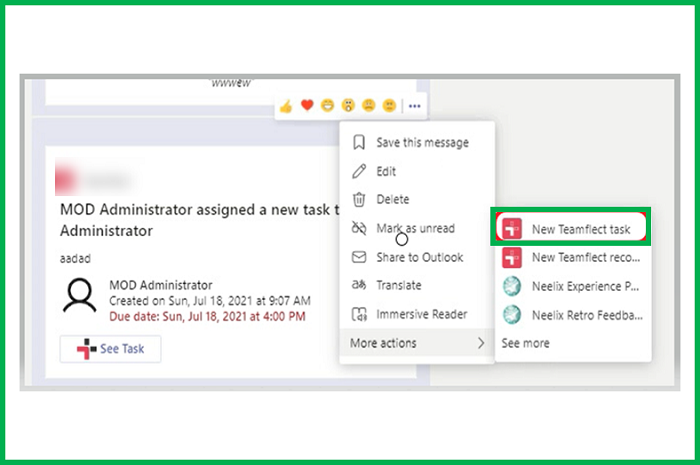 "wwwew"
MOD Administrator assigned a new task t
Administrator
aadad
MOD Administrator
Created on Sun, Jul 18, 2021 at 9:07 AM
Due date: Sun, Jul 18, 2021 at 4:00 PM
See Task
Save this message
Edit
Delete
Mark as unread
Share to Outlook
Translate
Immersive Reader
More actions
New Teamflect task
New Teamflect reco...
Neelix Experience P...
Neelix Retro Feedba...
See more